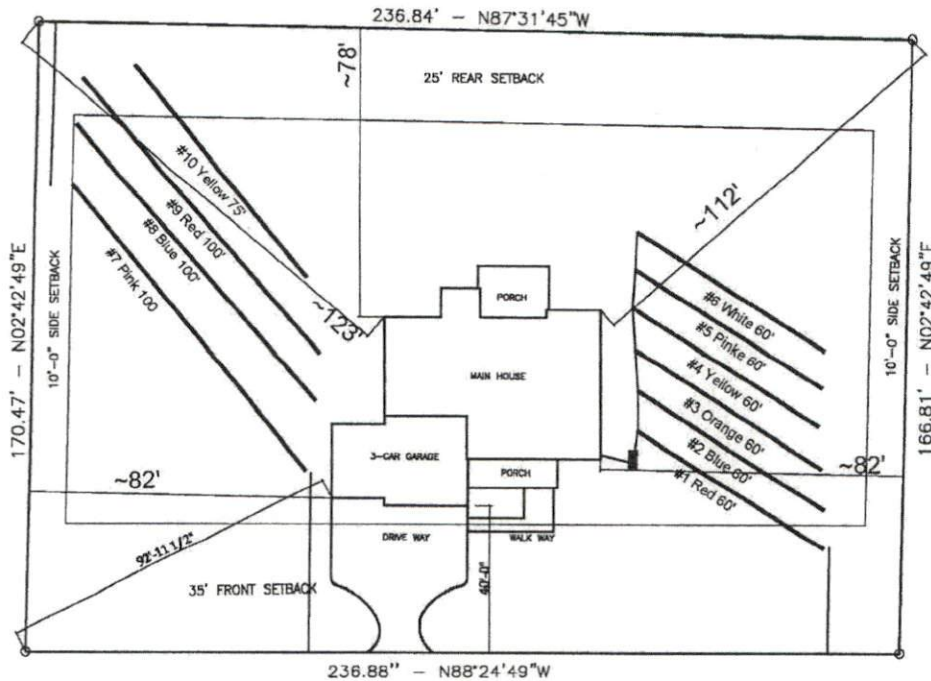 236.84' - N87°31'45"W
~78'
25' REAR SETBACK
#10 Yellow 75'
#9 Red 100'
#8 Blue 100'
#7 Pink 100
~123'
~112'
170.47' - N02°42'49"E
10'-0" SIDE SETBACK
PORCH
MAIN HOUSE
#6 White 60'
#5 Pinke 60'
#4 Yellow 60'
#3 Orange 60'
#2 Blue 60'
#1 Red 60'
10'-0" SIDE SETBACK
166.81' - N02°42'49"E
3-CAR GARAGE
PORCH
~82'
~82'
DRIVE WAY
WALK WAY
92'-11 1/2"
40'-0"
35' FRONT SETBACK
236.88" - N88°24'49"W